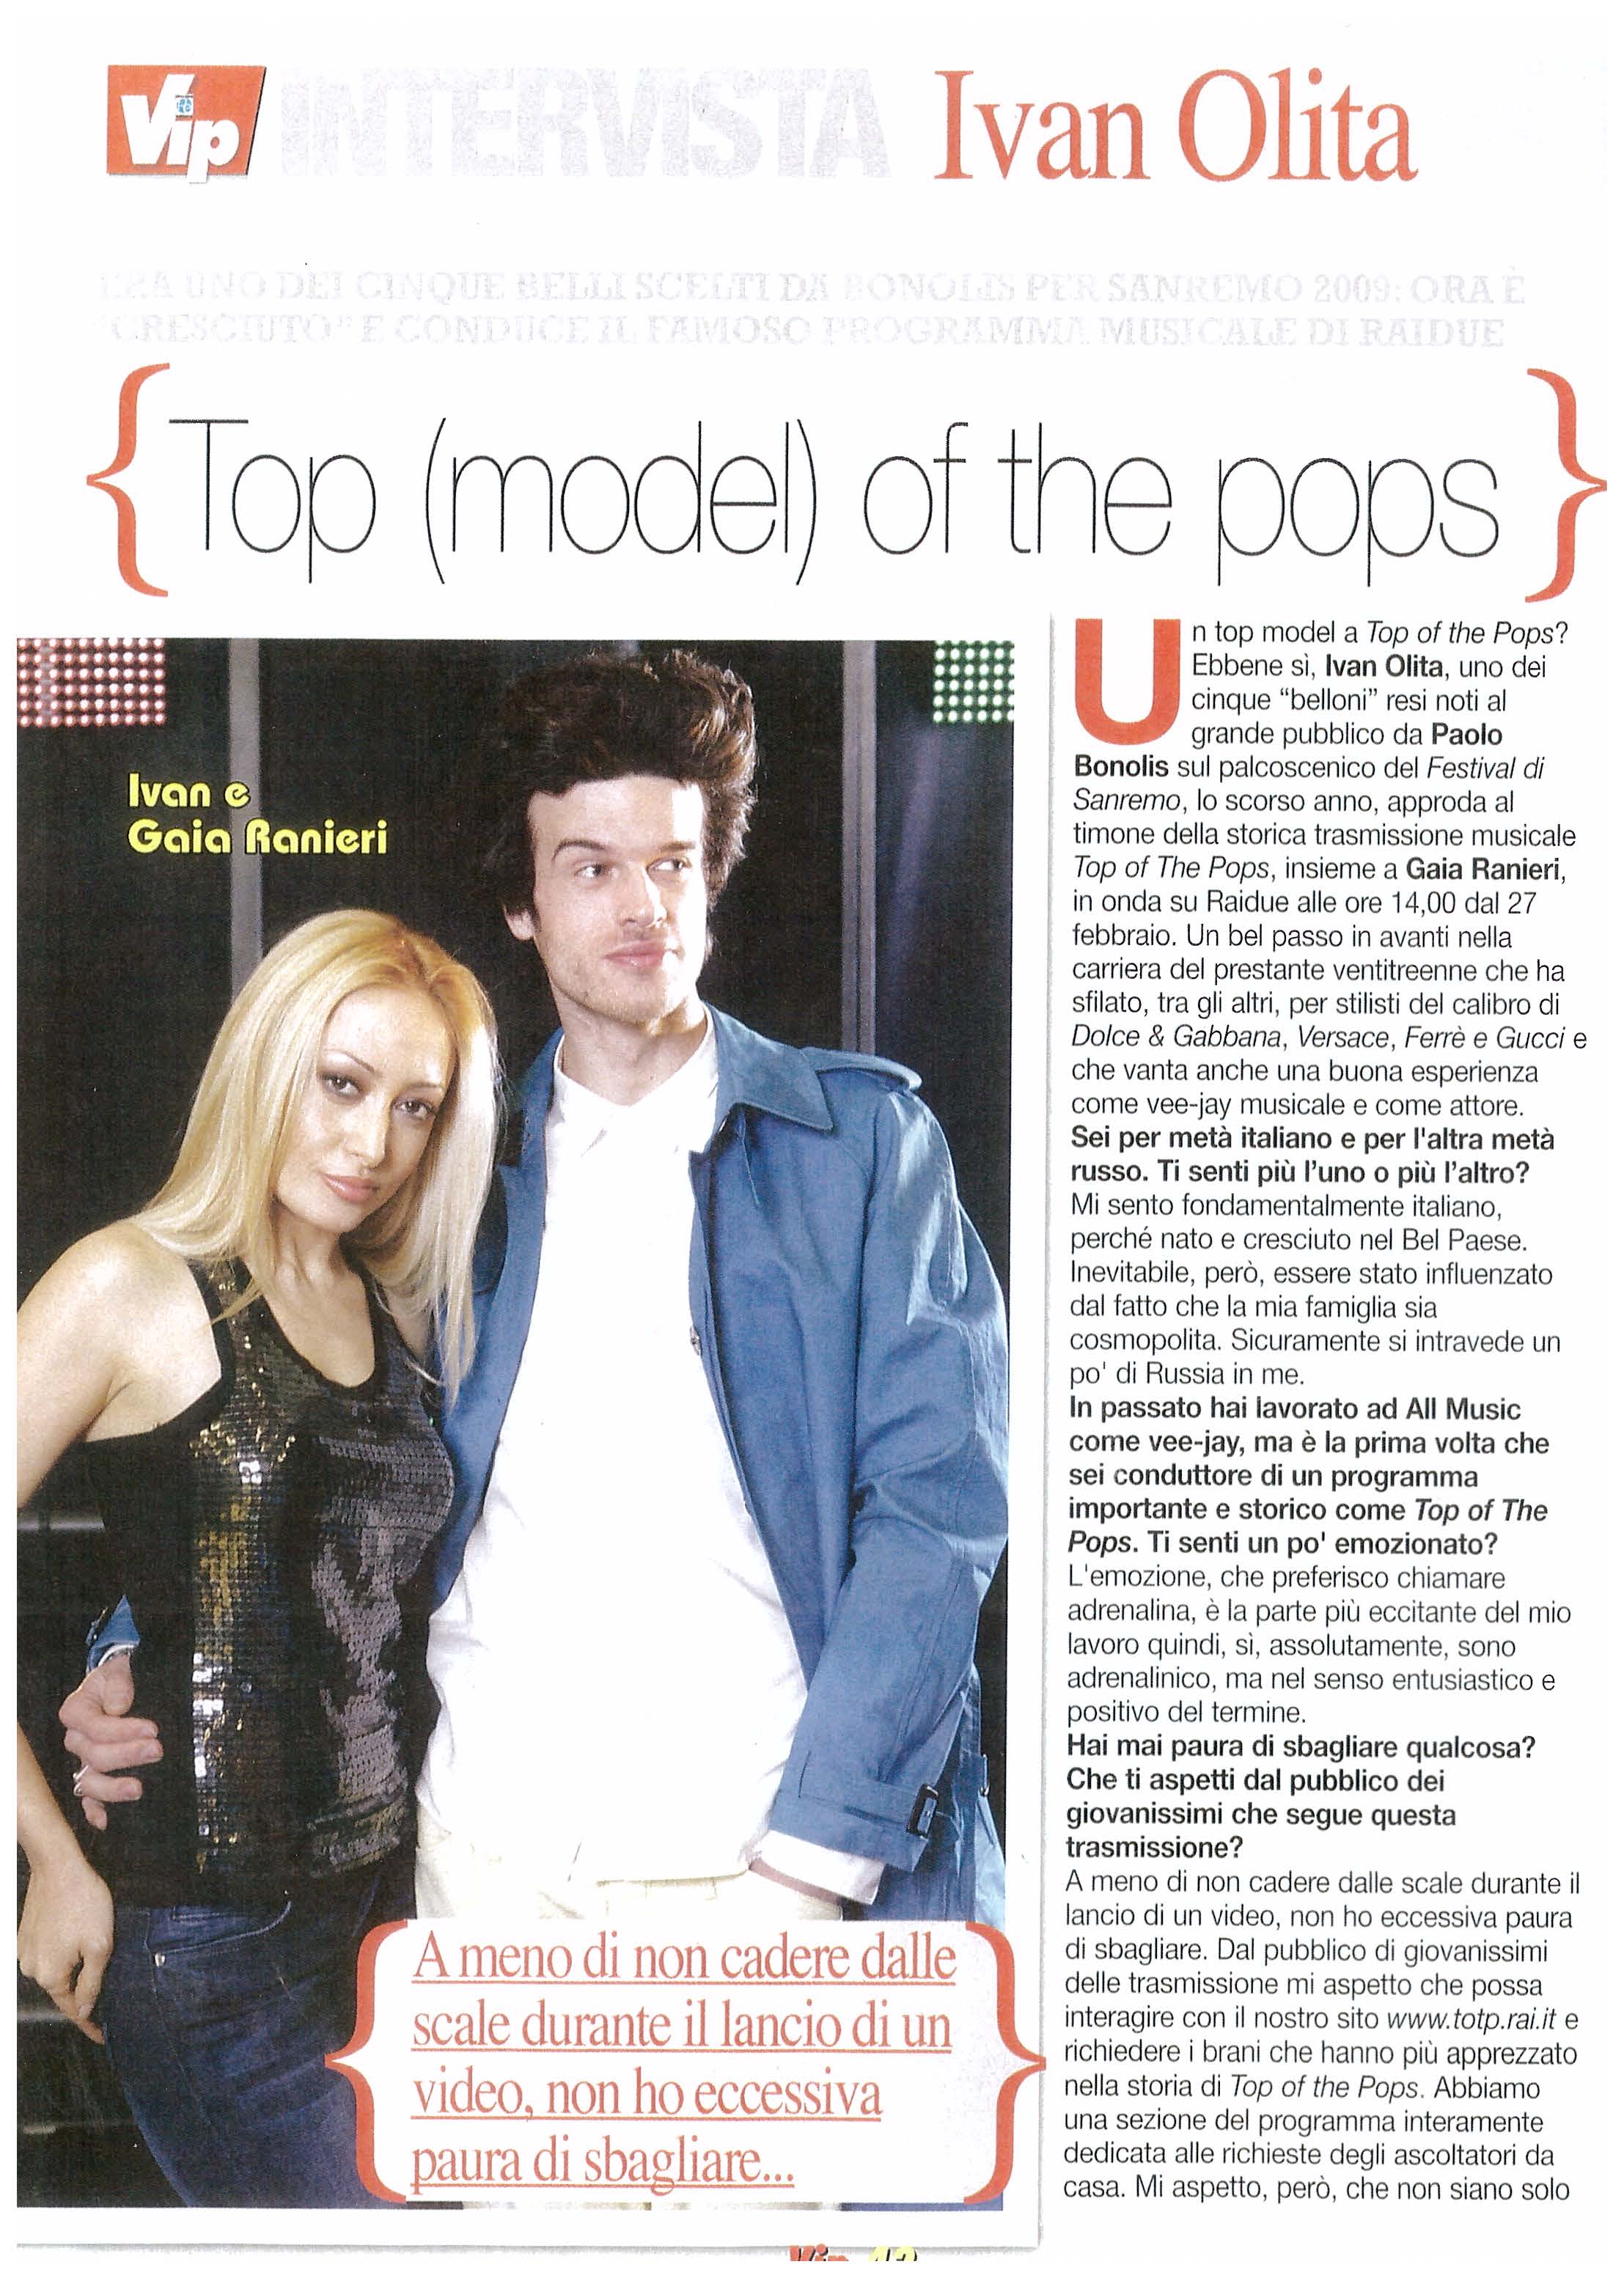 Vip INTERVISTA Ivan Olita
ERA UNO DEI CINQUE BELLI SCELTI DA BONOLIS PER SANREMO 2009: ORA È
"CRESCIUTO" E CONDUCE IL FAMOSO PROGRAMMA MUSICALE DI RAIDUE
{Top (model) of the pops}
Ivan e
Gaia Ranieri
A meno di non cadere dalle
scale durante il lancio di un
video, non ho eccessiva
paura di sbagliare...
Un top model a Top of the Pops?
Ebbene sì, Ivan Olita, uno dei
cinque “belloni” resi noti al
grande pubblico da Paolo
Bonolis sul palcoscenico del Festival di
Sanremo, lo scorso anno, approda al
timone della storica trasmissione musicale
Top of The Pops, insieme a Gaia Ranieri,
in onda su Raidue alle ore 14,00 dal 27
febbraio. Un bel passo in avanti nella
carriera del prestante ventitreenne che ha
sfilato, tra gli altri, per stilisti del calibro di
Dolce & Gabbana, Versace, Ferrè e Gucci e
che vanta anche una buona esperienza
come vee-jay musicale e come attore.
Sei per metà italiano e per l'altra metà
russo. Ti senti più l’uno o più l’altro?
Mi sento fondamentalmente italiano,
perché nato e cresciuto nel Bel Paese.
Inevitabile, però, essere stato influenzato
dal fatto che la mia famiglia sia
cosmopolita. Sicuramente si intravede un
po' di Russia in me.
In passato hai lavorato ad All Music
come vee-jay, ma è la prima volta che
sei conduttore di un programma
importante e storico come Top of The
Pops. Ti senti un po' emozionato?
L'emozione, che preferisco chiamare
adrenalina, è la parte più eccitante del mio
lavoro quindi, sì, assolutamente, sono
adrenalinico, ma nel senso entusiastico e
positivo del termine.
Hai mai paura di sbagliare qualcosa?
Che ti aspetti dal pubblico dei
giovanissimi che segue questa
trasmissione?
A meno di non cadere dalle scale durante il
lancio di un video, non ho eccessiva paura
di sbagliare. Dal pubblico di giovanissimi
delle trasmissione mi aspetto che possa
interagire con il nostro sito www.totp.rai.it e
richiedere i brani che hanno più apprezzato
nella storia di Top of the Pops. Abbiamo
una sezione del programma interamente
dedicata alle richieste degli ascoltatori da
casa. Mi aspetto, però, che non siano solo